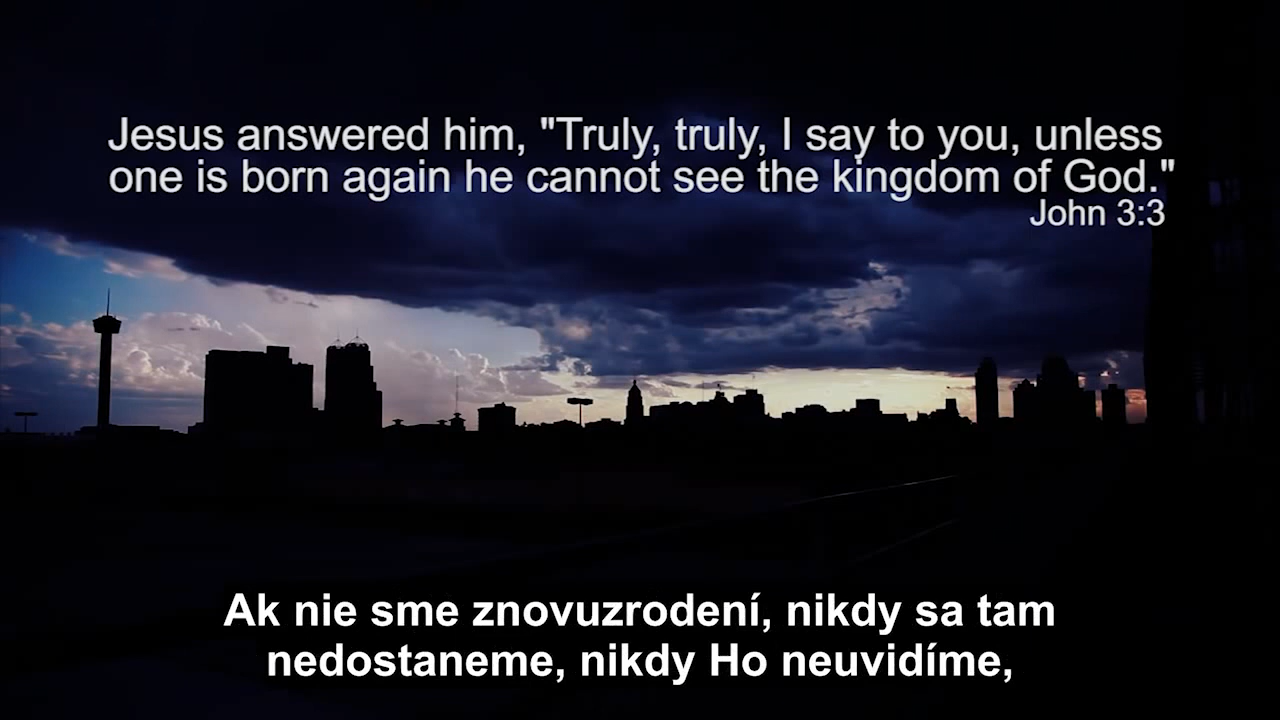 Jesus answered him, "Truly, truly, I say to you, unless
one is born again he cannot see the kingdom of God."
John 3:3
Ak nie sme znovuzrodení, nikdy sa tam
nedostaneme, nikdy Ho neuvidíme,